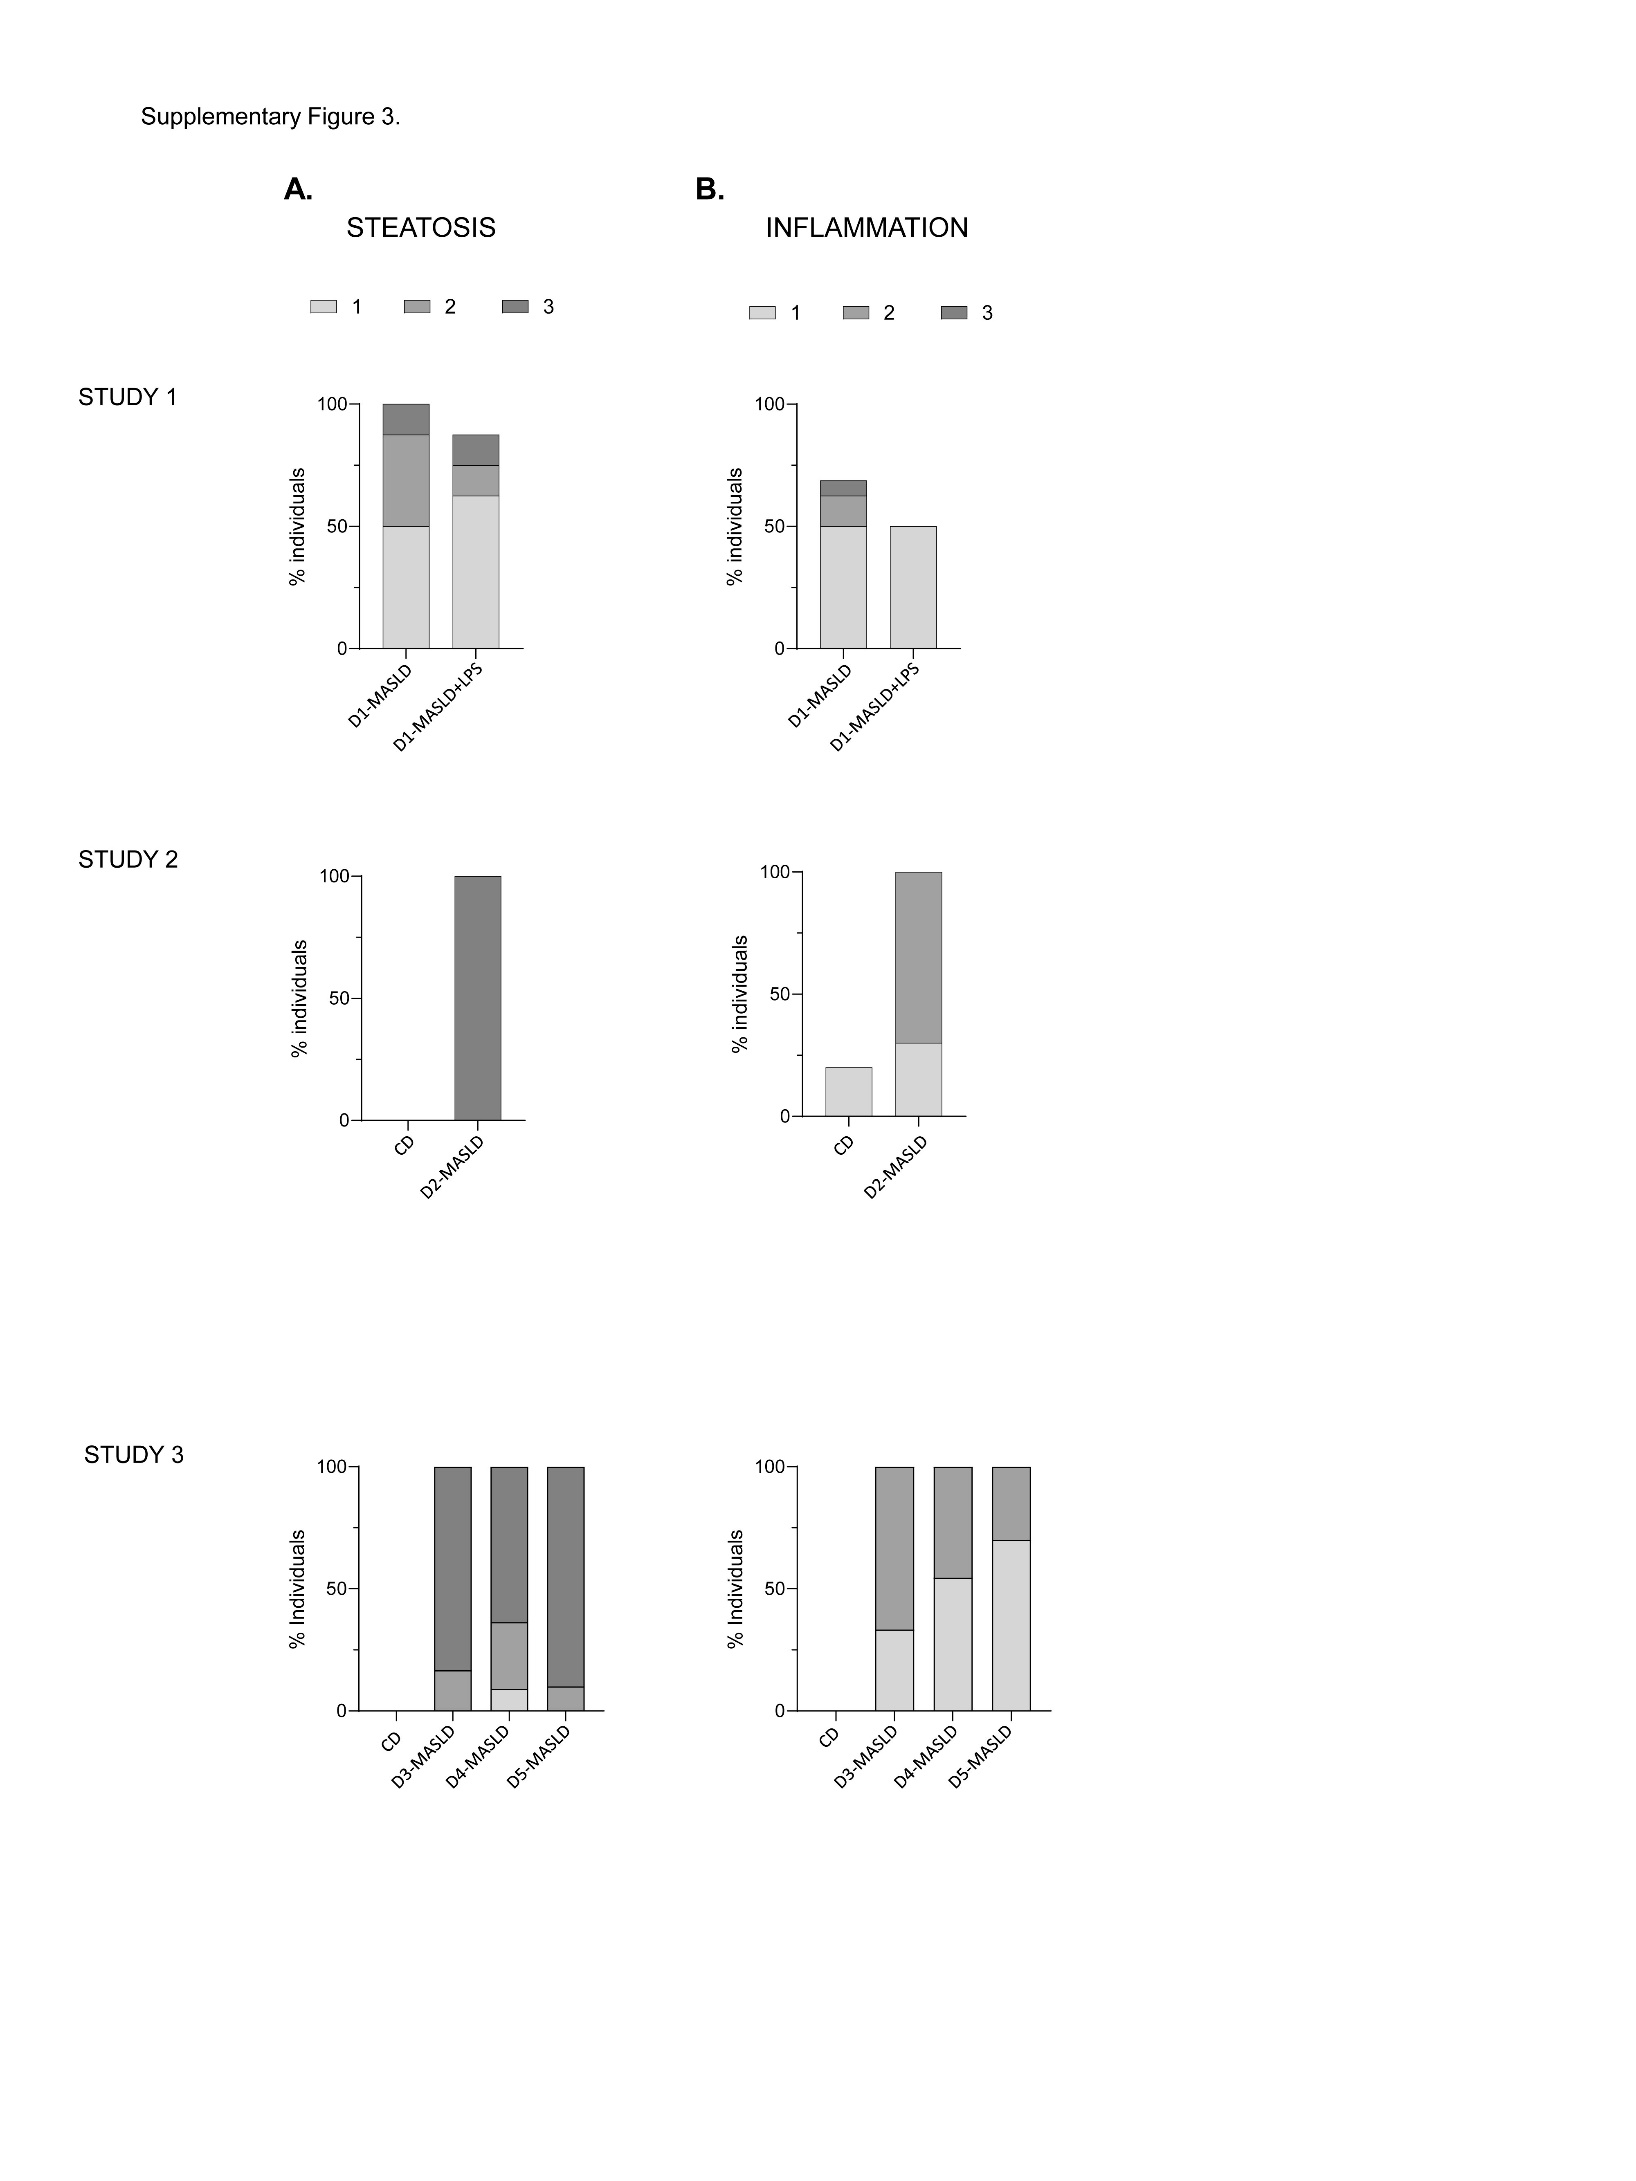 Supplementary Figure 3.
A.
STEATOSIS
1 2 3
B.
INFLAMMATION
1 2 3
STUDY 1
% individuals
100
50
0
D1-MASLD
D1-MASLD+LPS
% individuals
100
50
0
D1-MASLD
D1-MASLD+LPS
STUDY 2
% individuals
100
50
0
CD
D2-MASLD
% individuals
100
50
0
CD
D2-MASLD
STUDY 3
% Individuals
100
50
0
CD
D3-MASLD
D4-MASLD
D5-MASLD
% Individuals
100
50
0
CD
D3-MASLD
D4-MASLD
D5-MASLD